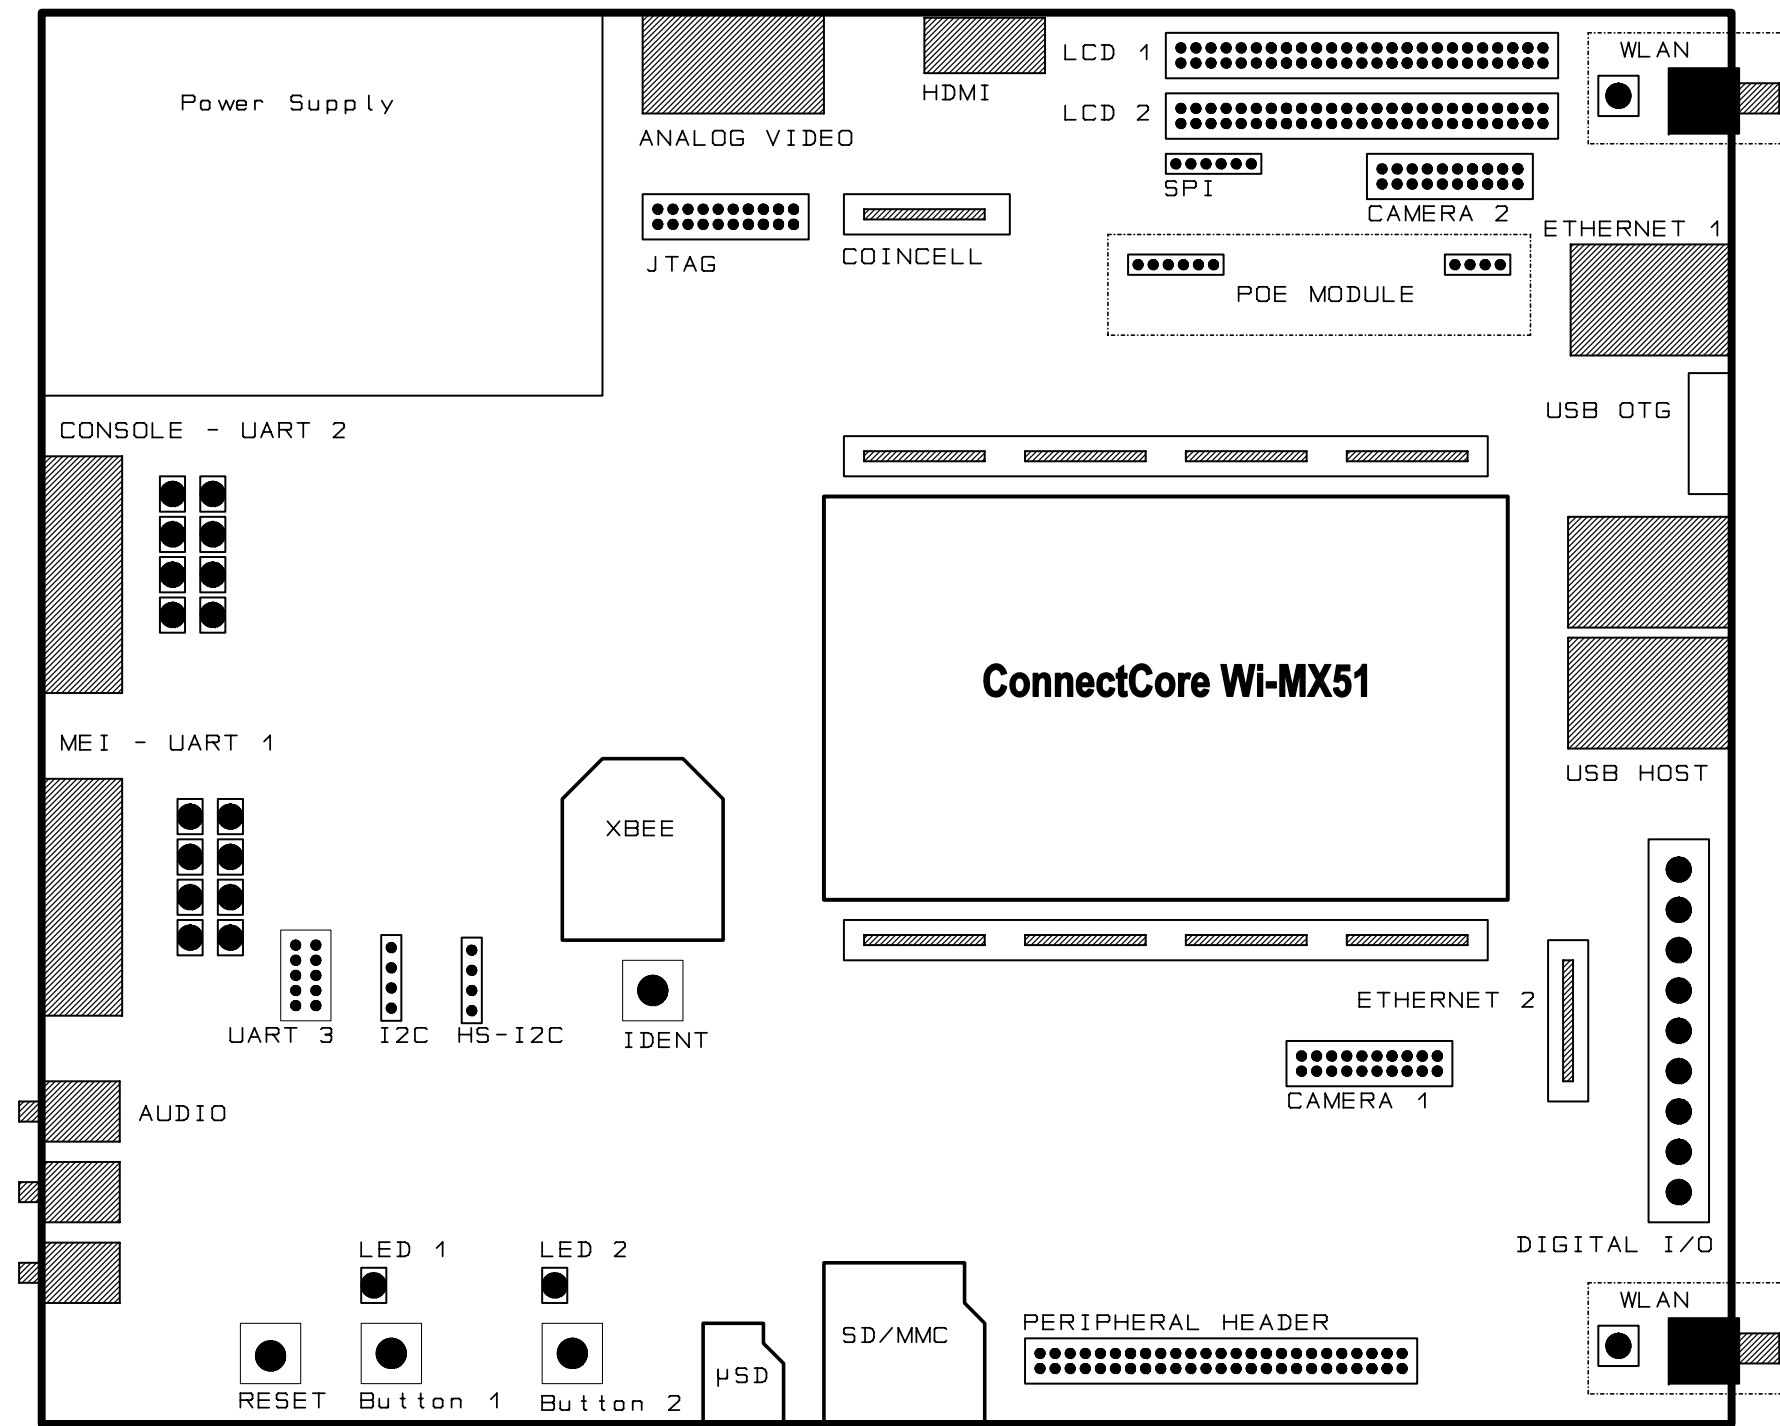 Power Supply
ANALOG VIDEO
HDMI
LCD 1
LCD 2
WLAN
SPI
CAMERA 2
JTAG
COINCELL
ETHERNET 1
POE MODULE
USB OTG
CONSOLE - UART 2
ConnectCore Wi-MX51
MEI - UART 1
USB HOST
XBEE
UART 3
I2C
HS-I2C
IDENT
ETHERNET 2
CAMERA 1
AUDIO
DIGITAL I/O
LED 1
LED 2
WLAN
PERIPHERAL HEADER
SD/MMC
µSD
RESET
Button 1
Button 2